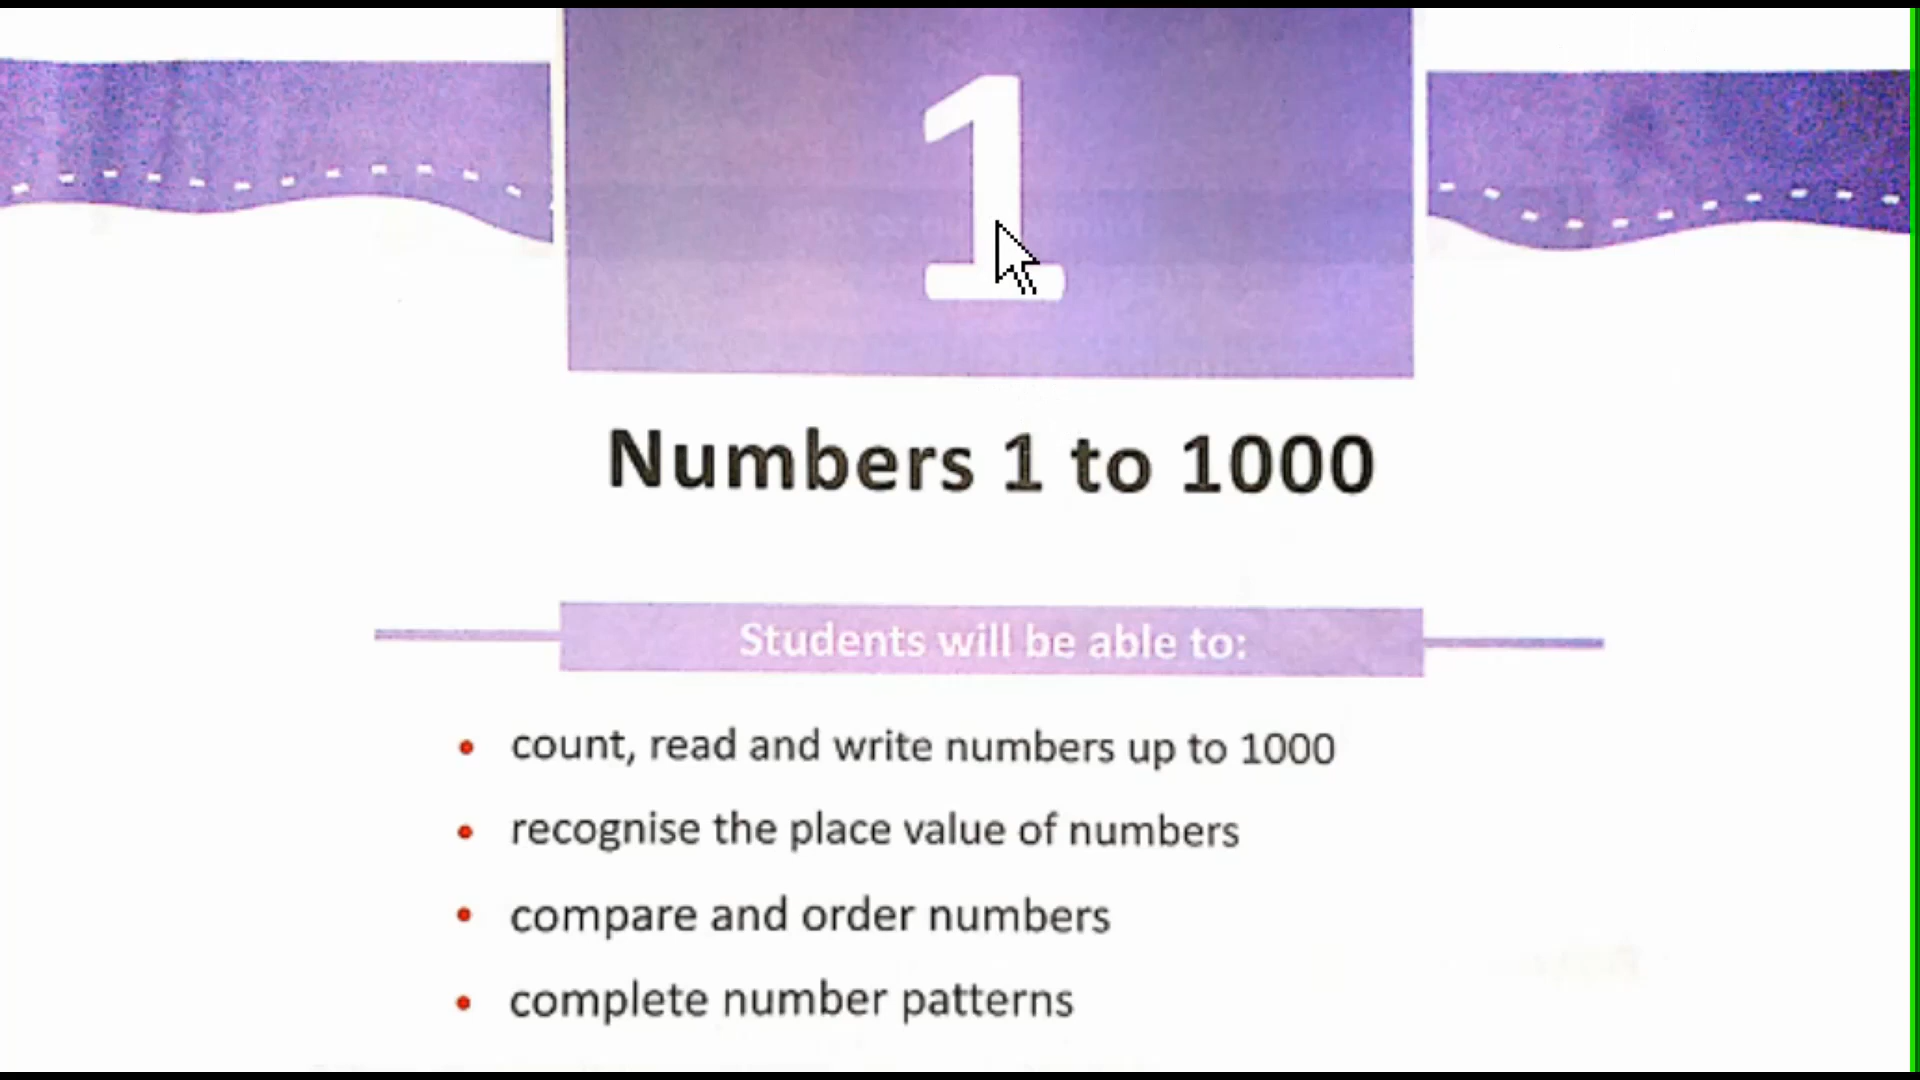 1
Numbers 1 to 1000
Students will be able to:
count, read and write numbers up to 1000
recognise the place value of numbers
compare and order numbers
complete number patterns